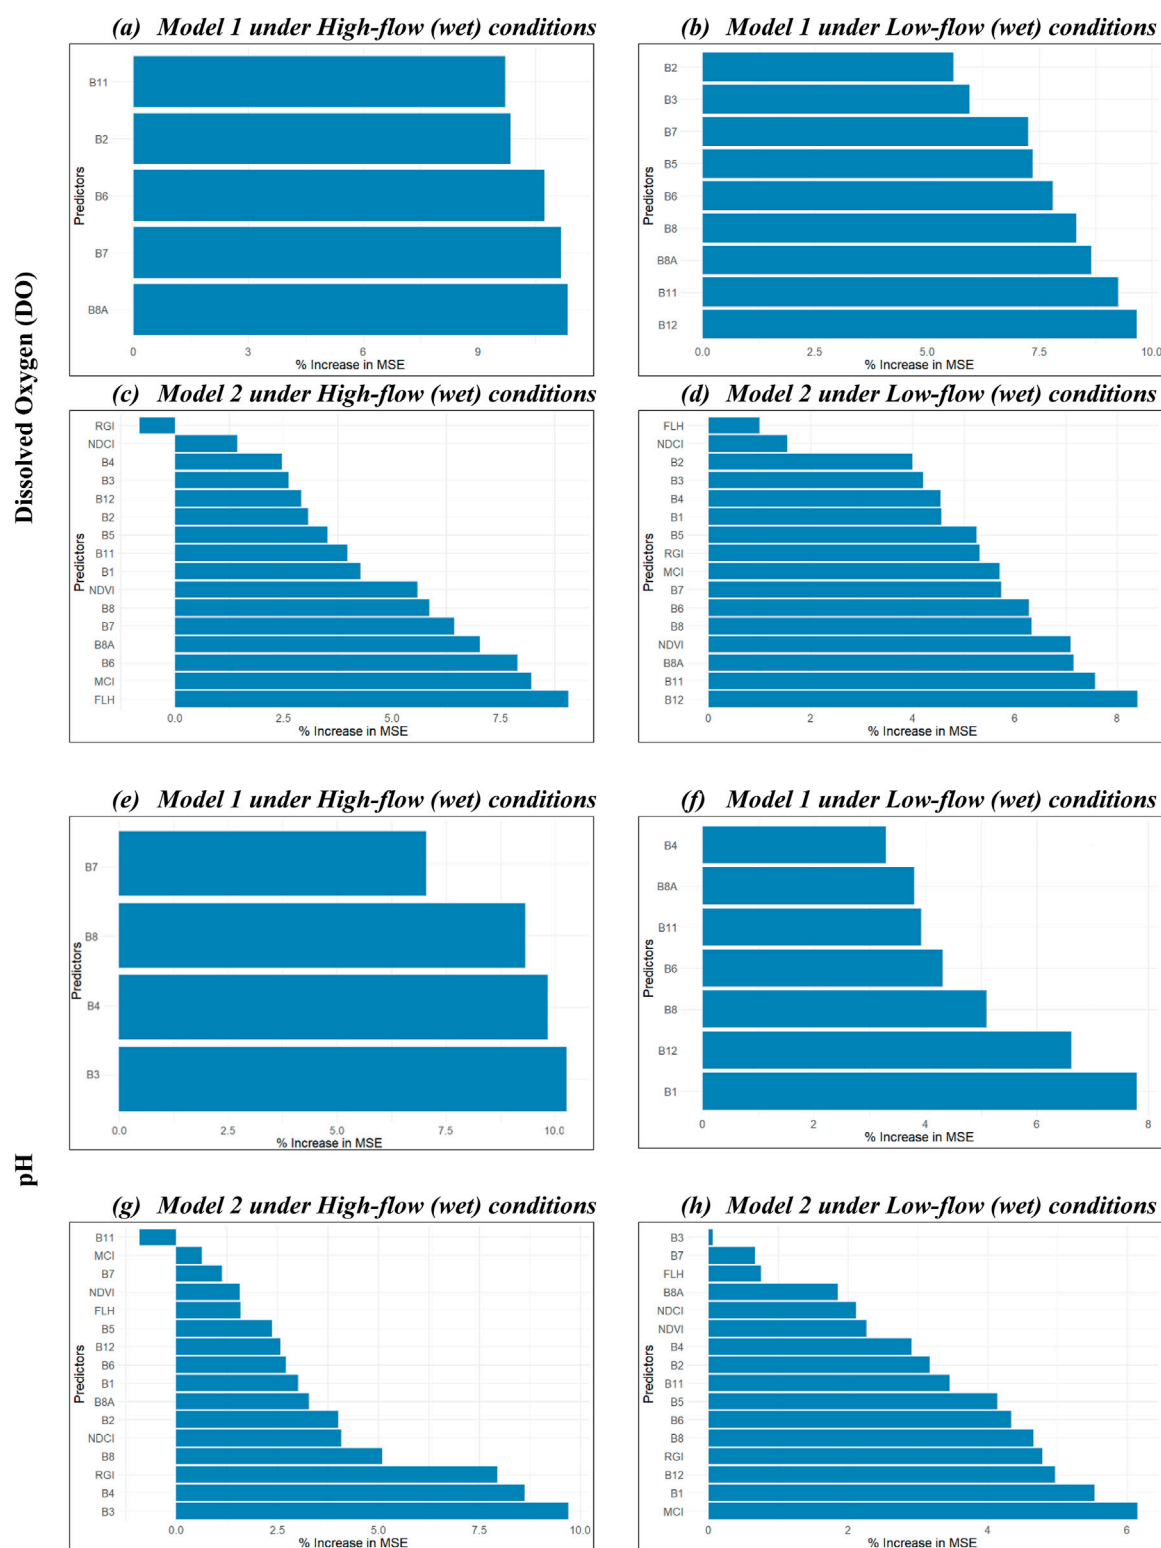 (a) Model 1 under High-flow (wet) conditions
B11
B2
B6
B7
B8A
Predictors
0 3 6 9
% Increase in MSE
(b) Model 1 under Low-flow (wet) conditions
B2
B3
B7
B5
B6
B8
B8A
B11
B12
Predictors
0.0 2.5 5.0 7.5 10.0
% Increase in MSE
Dissolved Oxygen (DO)
(c) Model 2 under High-flow (wet) conditions
RGI
NDCI
B4
B3
B12
B2
B5
B11
B1
NDVI
B8
B7
B8A
B6
MCI
FLH
Predictors
0.0 2.5 5.0 7.5
% Increase in MSE
(d) Model 2 under Low-flow (wet) conditions
FLH
NDCI
B2
B3
B4
B1
B5
RGI
MCI
B7
B6
B8
NDVI
B8A
B11
B12
Predictors
0 2 4 6 8
% Increase in MSE
(e) Model 1 under High-flow (wet) conditions
B7
B8
B4
B3
Predictors
0.0 2.5 5.0 7.5 10.0
% Increase in MSE
(f) Model 1 under Low-flow (wet) conditions
B4
B8A
B11
B6
B8
B12
B1
Predictors
0 2 4 6 8
% Increase in MSE
pH
(g) Model 2 under High-flow (wet) conditions
B11
MCI
B7
NDVI
FLH
B5
B12
B6
B1
B8A
B2
NDCI
B8
RGI
B4
B3
Predictors
0.0 2.5 5.0 7.5 10.0
% Increase in MSE
(h) Model 2 under Low-flow (wet) conditions
B3
B7
FLH
B8A
NDCI
NDVI
B4
B2
B11
B5
B6
B8
RGI
B12
B1
MCI
Predictors
0 2 4 6
% Increase in MSE